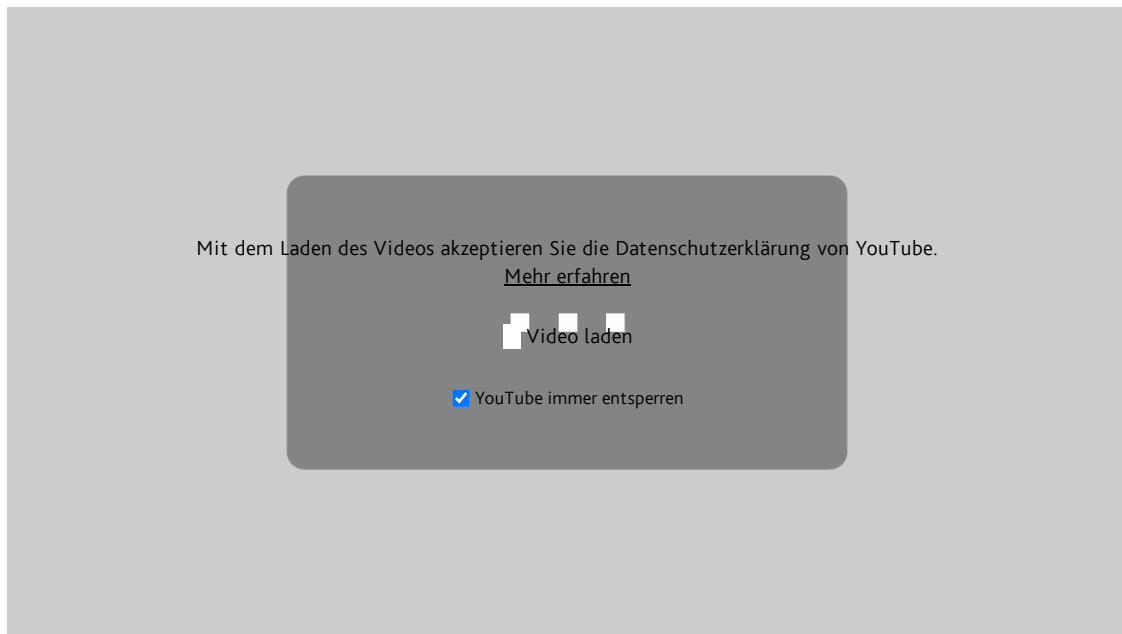 Mit dem Laden des Videos akzeptieren Sie die Datenschutzerklärung von YouTube.
Mehr erfahren
Video laden
YouTube immer entsperren